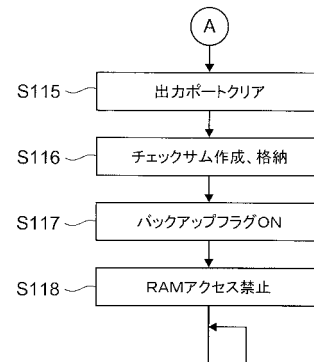 A
S115 出力ポートクリア
S116 チェックサム作成、格納
S117 バックアップフラグON
S118 RAMアクセス禁止